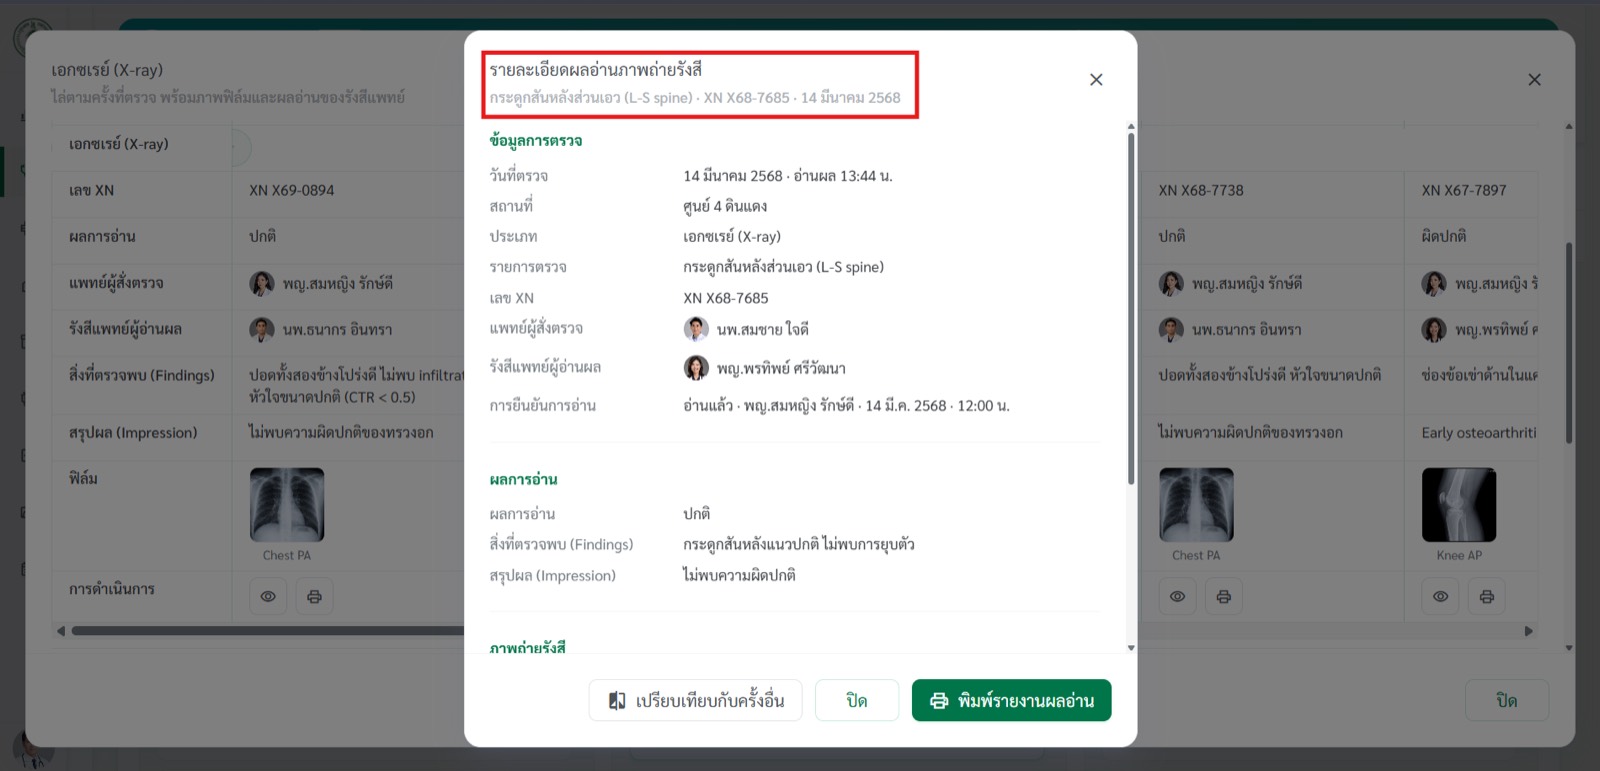 เอกซเรย์ (X-ray)
ไล่ตามครั้งที่ตรวจ พร้อมภาพฟิล์มและผลอ่านของรังสีแพทย์
เอกซเรย์ (X-ray)
เลข XN
XN X69-0894
XN X68-7738
XN X67-7897
ผลการอ่าน
ปกติ
ปกติ
ผิดปกติ
แพทย์ผู้สั่งตรวจ
พญ.สมหญิง รักษ์ดี
พญ.สมหญิง รักษ์ดี
พญ.สมหญิง รั
รังสีแพทย์ผู้อ่านผล
นพ.ธนากร อินทรา
นพ.ธนากร อินทรา
พญ.พรทิพย์ ศ
สิ่งที่ตรวจพบ (Findings)
ปอดทั้งสองข้างโปร่งดี ไม่พบ infiltrat
หัวใจขนาดปกติ (CTR < 0.5)
ปอดทั้งสองข้างโปร่งดี หัวใจขนาดปกติ
ช่องข้อเข่าด้านในแค
สรุปผล (Impression)
ไม่พบความผิดปกติของทรวงอก
ไม่พบความผิดปกติของทรวงอก
Early osteoarthriti
ฟิล์ม
Chest PA
Chest PA
Knee AP
การดำเนินการ
ปิด
รายละเอียดผลอ่านภาพถ่ายรังสี
กระดูกสันหลังส่วนเอว (L-S spine) · XN X68-7685 · 14 มีนาคม 2568
ข้อมูลการตรวจ
วันที่ตรวจ 14 มีนาคม 2568 · อ่านผล 13:44 น.
สถานที่ ศูนย์ 4 ดินแดง
ประเภท เอกซเรย์ (X-ray)
รายการตรวจ กระดูกสันหลังส่วนเอว (L-S spine)
เลข XN XN X68-7685
แพทย์ผู้สั่งตรวจ นพ.สมชาย ใจดี
รังสีแพทย์ผู้อ่านผล พญ.พรทิพย์ ศรีวัฒนา
การยืนยันการอ่าน อ่านแล้ว · พญ.สมหญิง รักษ์ดี · 14 มี.ค. 2568 · 12:00 น.
ผลการอ่าน
ผลการอ่าน ปกติ
สิ่งที่ตรวจพบ (Findings) กระดูกสันหลังแนวปกติ ไม่พบการยุบตัว
สรุปผล (Impression) ไม่พบความผิดปกติ
ภาพถ่ายรังสี
เปรียบเทียบกับครั้งอื่น
ปิด
พิมพ์รายงานผลอ่าน